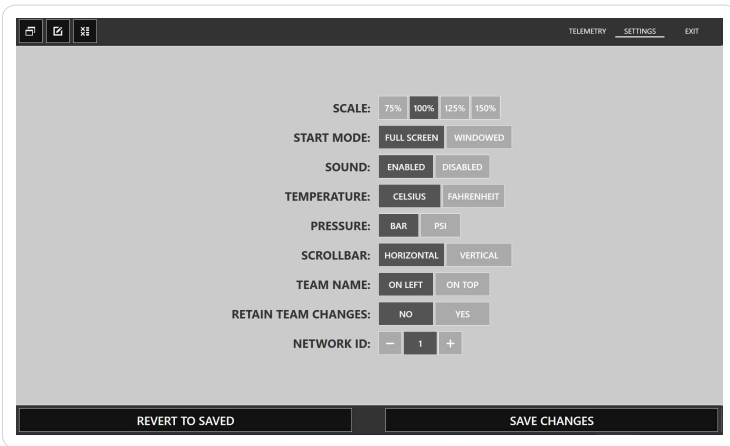 TELEMETRY SETTINGS EXIT
SCALE: 75% 100% 125% 150%
START MODE: FULL SCREEN WINDOWED
SOUND: ENABLED DISABLED
TEMPERATURE: CELSIUS FAHRENHEIT
PRESSURE: BAR PSI
SCROLLBAR: HORIZONTAL VERTICAL
TEAM NAME: ON LEFT ON TOP
RETAIN TEAM CHANGES: NO YES
NETWORK ID: − 1 +
REVERT TO SAVED SAVE CHANGES